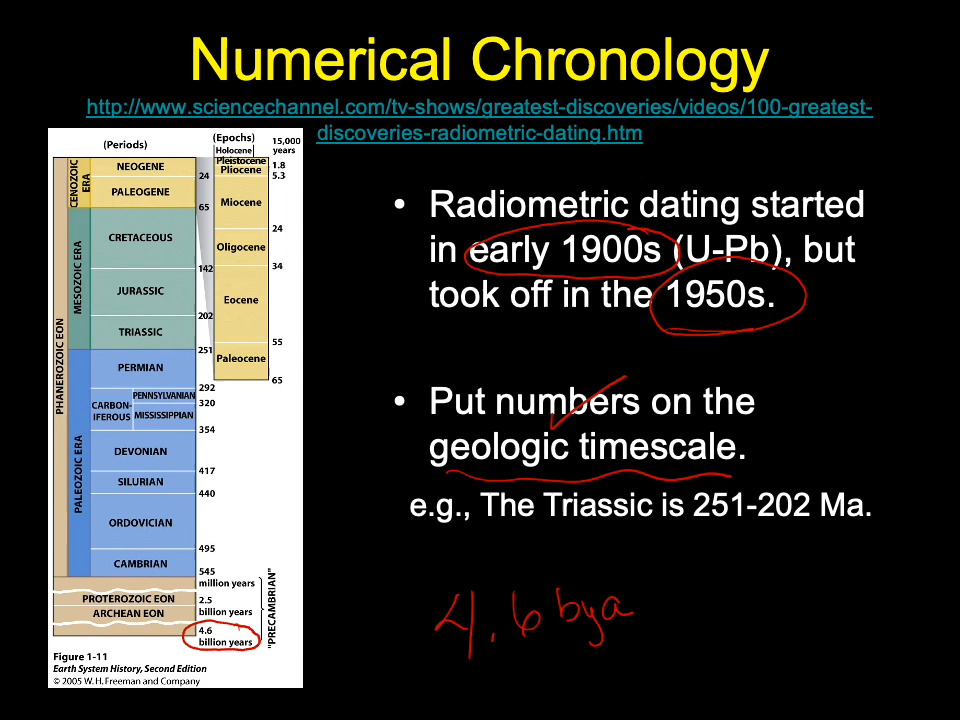 Numerical Chronology
http://www.sciencechannel.com/tv-shows/greatest-discoveries/videos/100-greatest-
discoveries-radiometric-dating.htm
(Periods)
(Epochs)
15,000
years
Holocene
Pleistocene
1.8
Pliocene
5.3
Miocene
24
Oligocene
34
Eocene
55
Paleocene
65
CENOZOIC
ERA
NEOGENE
24
PALEOGENE
65
MESOZOIC ERA
CRETACEOUS
142
JURASSIC
202
TRIASSIC
251
PHANEROZOIC EON
PALEOZOIC ERA
PERMIAN
292
CARBON-
IFEROUS
PENNSYLVANIAN
320
MISSISSIPPIAN
354
DEVONIAN
417
SILURIAN
440
ORDOVICIAN
495
CAMBRIAN
545
million years
PROTEROZOIC EON
2.5
billion years
ARCHEAN EON
4.6
billion years
"PRECAMBRIAN"
Figure 1-11
Earth System History, Second Edition
© 2005 W. H. Freeman and Company
• Radiometric dating started
in early 1900s (U-Pb), but
took off in the 1950s.
• Put numbers on the
geologic timescale.
e.g., The Triassic is 251-202 Ma.
4.6 bya